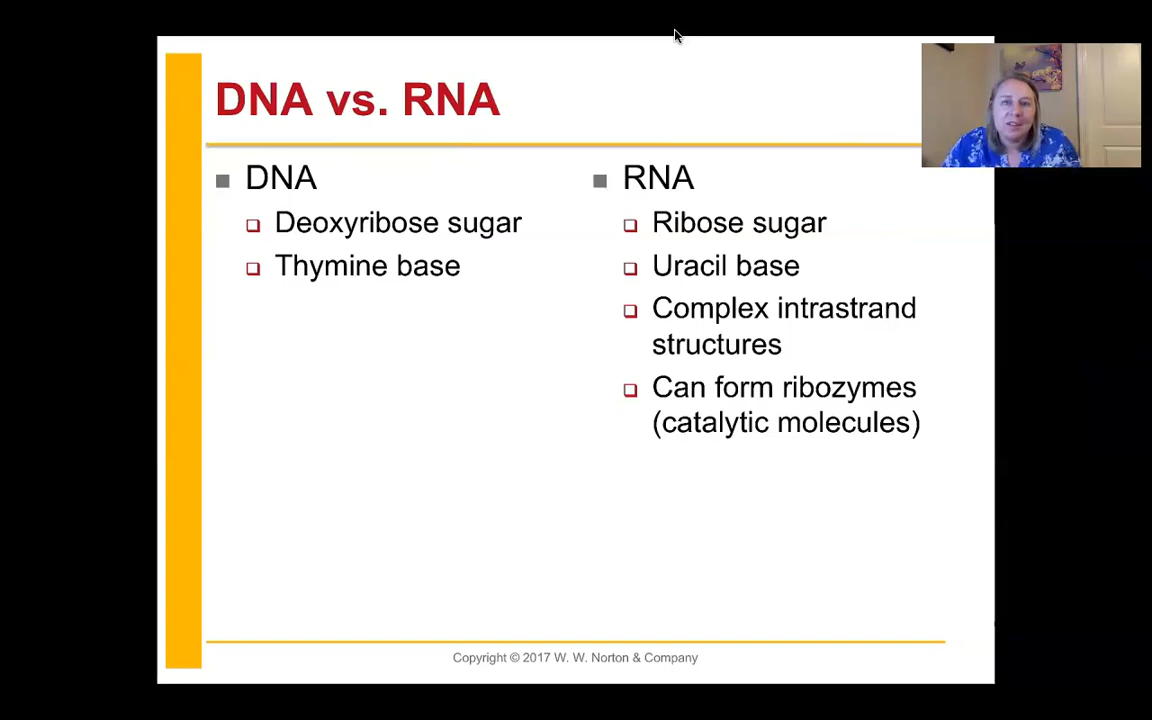 DNA vs. RNA
DNA
Deoxyribose sugar
Thymine base
RNA
Ribose sugar
Uracil base
Complex intrastrand
structures
Can form ribozymes
(catalytic molecules)
Copyright © 2017 W. W. Norton & Company